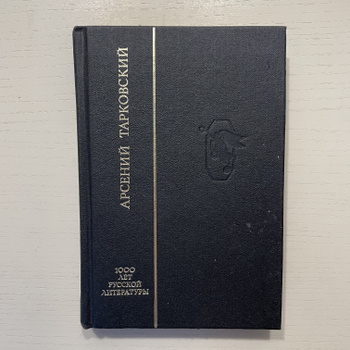 АРСЕНИЙ ТАРКОВСКИЙ
1000
ЛЕТ
РУССКОЙ
ЛИТЕРАТУРЫ